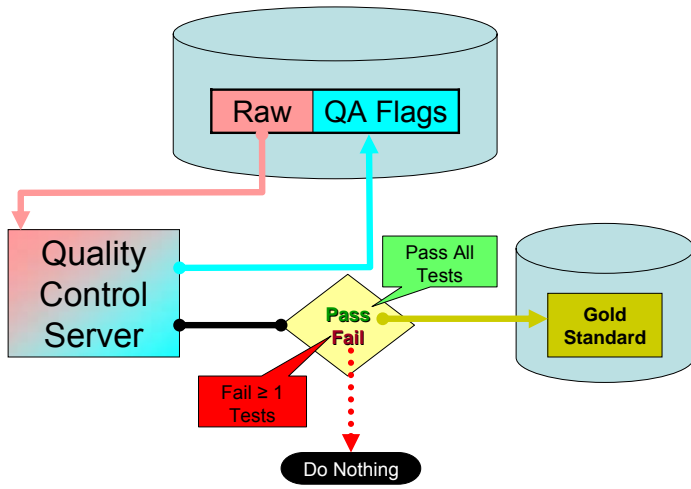 Raw
QA Flags
Quality
Control
Server
Pass All
Tests
Pass
Fail
Gold
Standard
Fail ≥ 1
Tests
Do Nothing